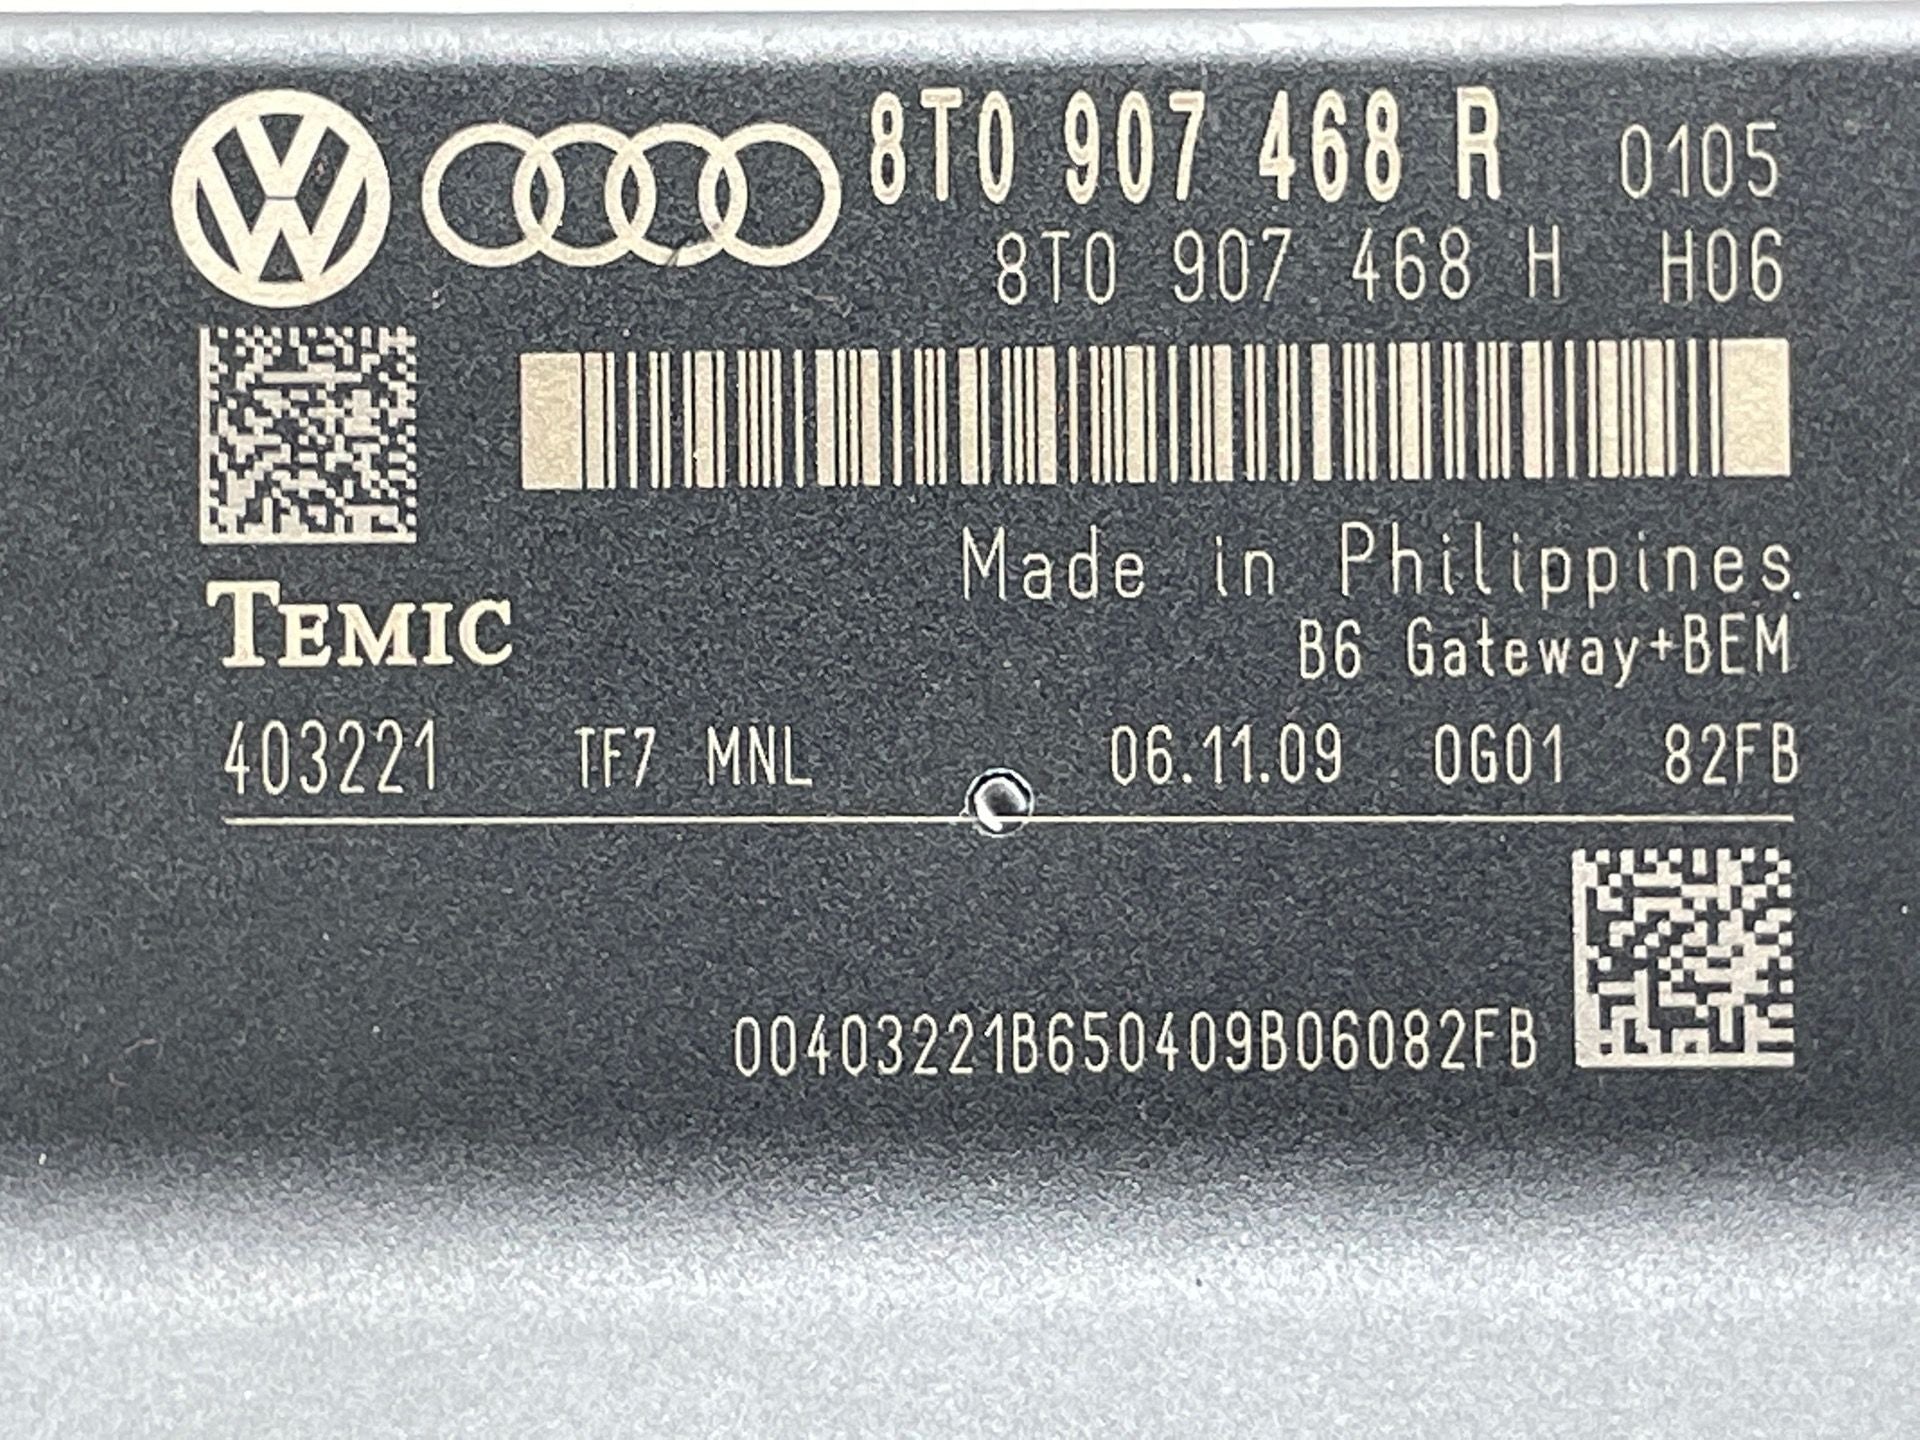 8T0 907 468 R 0105
8T0 907 468 H H06
Made in Philippines.
TEMIC
B6 Gateway+BEM
403221 TF7 MNL 06.11.09 0G01 82FB
00403221B650409B06082FB